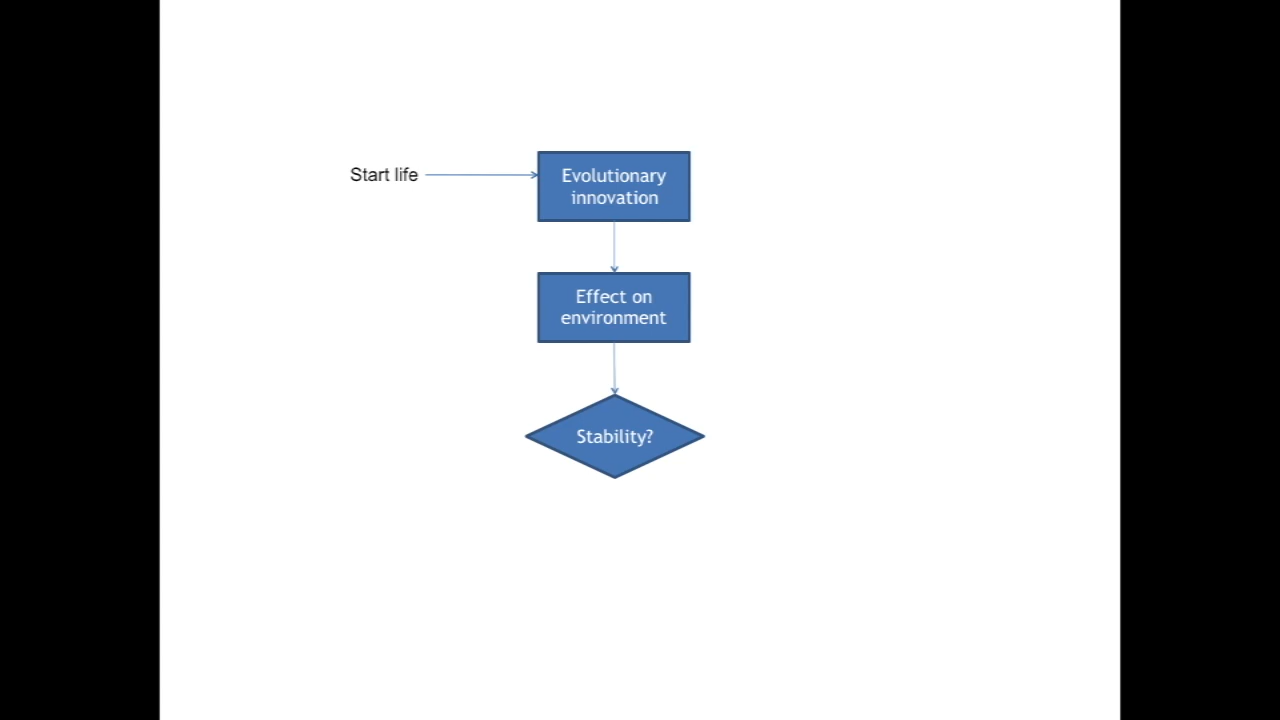 Start life
Evolutionary
innovation
Effect on
environment
Stability?